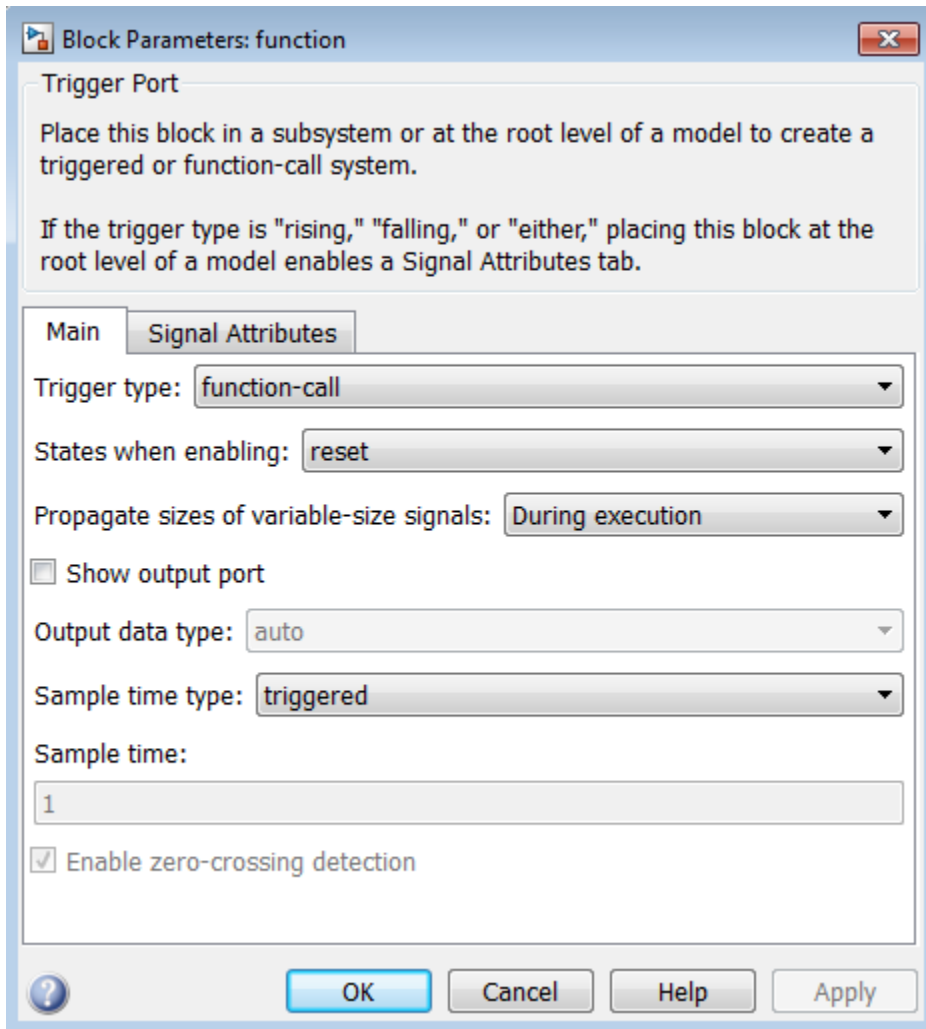 Block Parameters: function
Trigger Port
Place this block in a subsystem or at the root level of a model to create a
triggered or function-call system.
If the trigger type is "rising," "falling," or "either," placing this block at the
root level of a model enables a Signal Attributes tab.
Main Signal Attributes
Trigger type: function-call
States when enabling: reset
Propagate sizes of variable-size signals: During execution
Show output port
Output data type: auto
Sample time type: triggered
Sample time:
1
Enable zero-crossing detection
? OK Cancel Help Apply